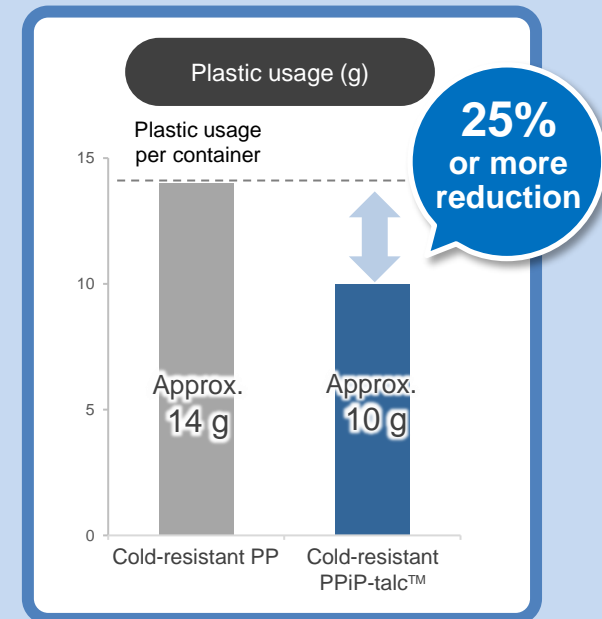 Plastic usage (g)
25%
or more
reduction
Plastic usage
per container
15
10
5
0
Approx.
14 g
Approx.
10 g
Cold-resistant PP
Cold-resistant
PPiP-talc™